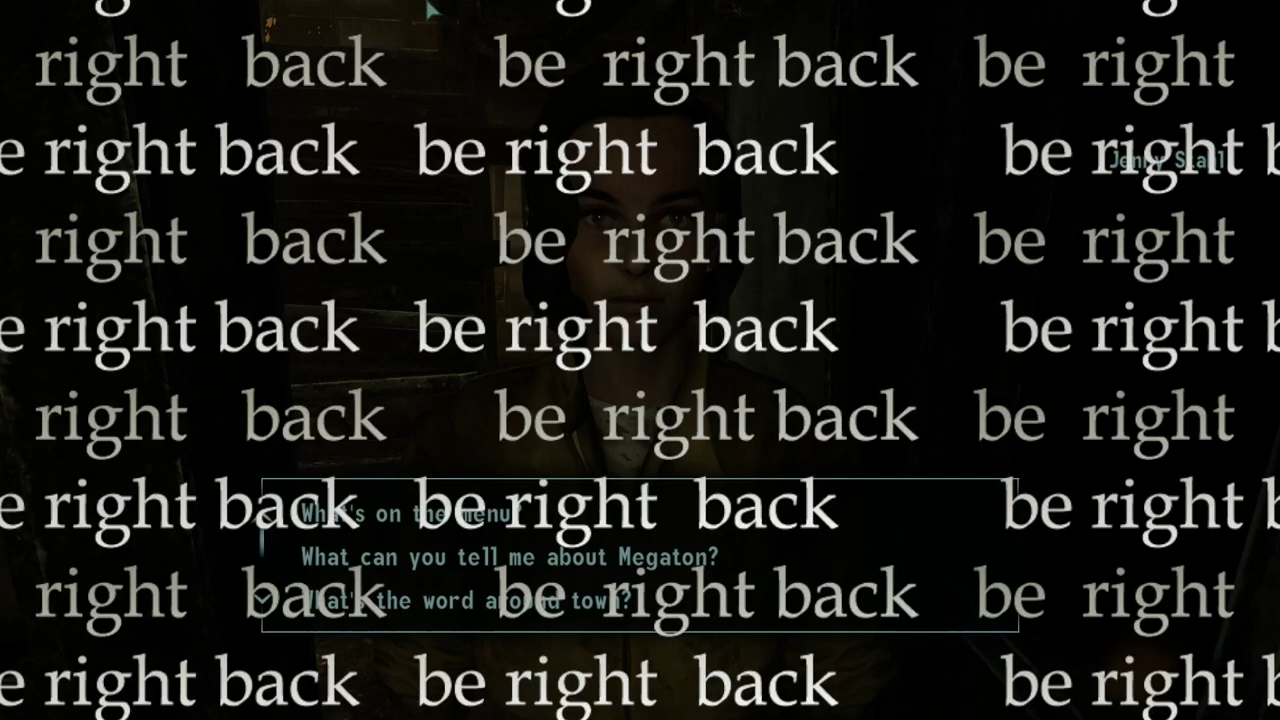 right back be right back be right
e right back be right back be right b
Jenny Stahl
right back be right back be right
e right back be right back be right b
right back be right back be right
e right back be right back be right b
What's on the menu?
What can you tell me about Megaton?
right back be right back be right
What's the word around town?
e right back be right back be right b